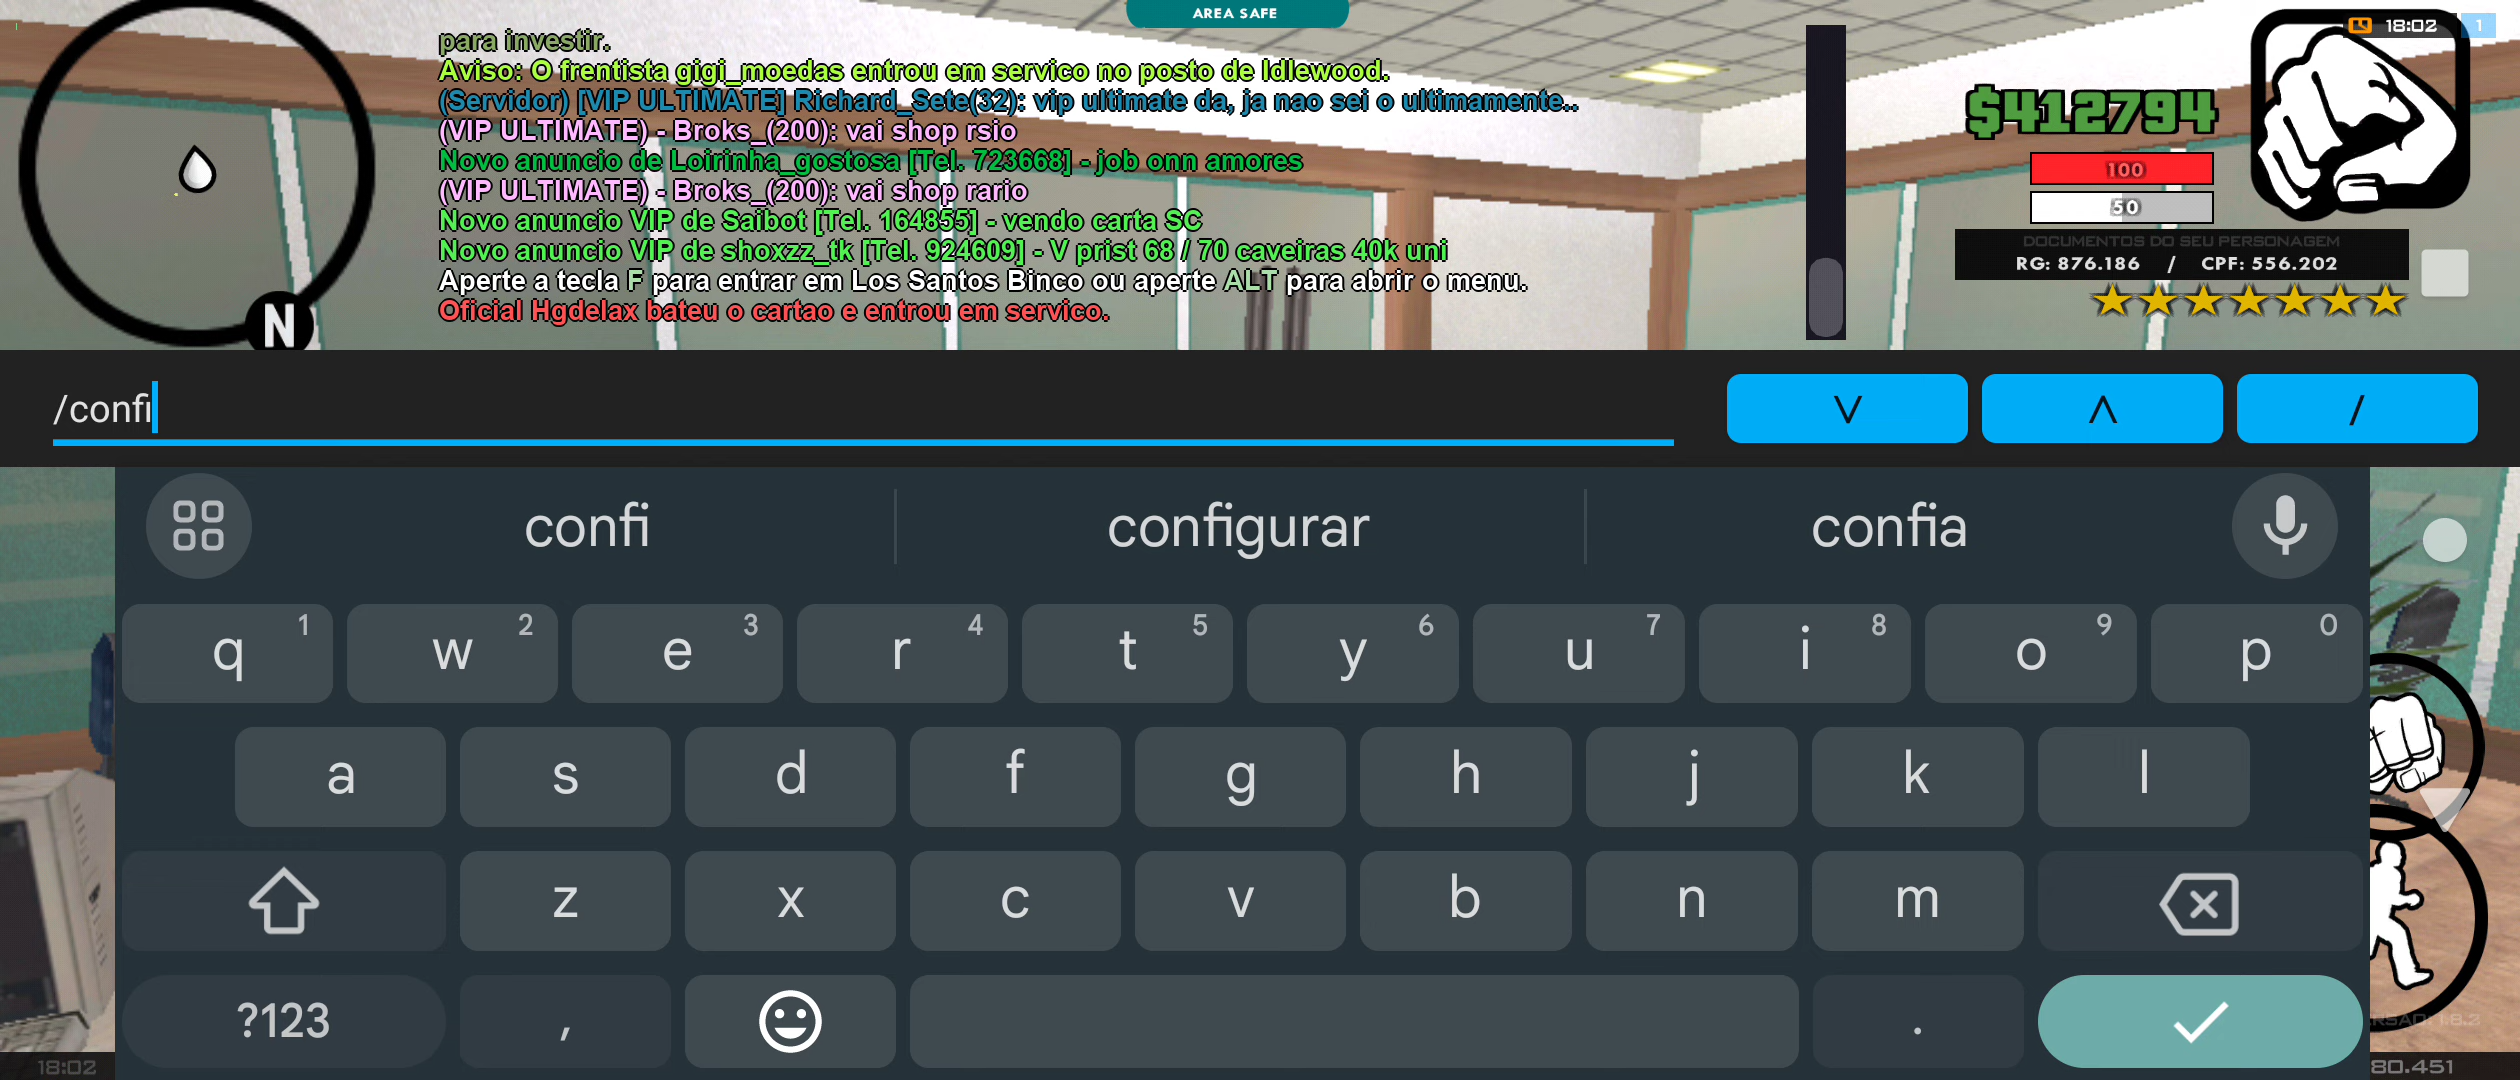 AREA SAFE
18:02
1
para investir.
Aviso: O frentista gigi_moedas entrou em servico no posto de Idlewood.
(Servidor) [VIP ULTIMATE] Richard_Sete(32): vip ultimate da, ja nao sei o ultimamente..
(VIP ULTIMATE) - Broks_(200): vai shop rsio
Novo anuncio de Loirinha_gostosa [Tel. 723668] - job onn amores
(VIP ULTIMATE) - Broks_(200): vai shop rario
Novo anuncio VIP de Saibot [Tel. 164855] - vendo carta SC
Novo anuncio VIP de shoxzz_tk [Tel. 924609] - V prist 68 / 70 caveiras 40k uni
Aperte a tecla F para entrar em Los Santos Binco ou aperte ALT para abrir o menu.
Oficial Hgdelax bateu o cartao e entrou em servico.
N
$412794
100
50
DOCUMENTOS DO SEU PERSONAGEM
RG: 876.186 / CPF: 556.202
/confi
V Λ /
confi configurar confia
q 1 w 2 e 3 r 4 t 5 y 6 u 7 i 8 o 9 p 0
a s d f g h j k l
z x c v b n m
?123 , .
18:02
80.451